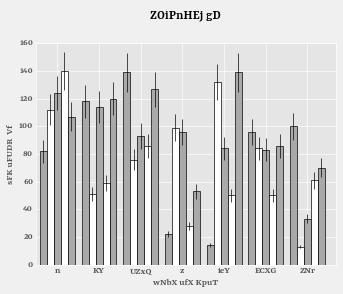 ZOiPnHEj gD
160
140
120
100
80
60
40
20
0
sFK uFUDR Vf
n
KY
UZxQ
z
ieY
ECXG
ZNr
wNbX ufX KpuT